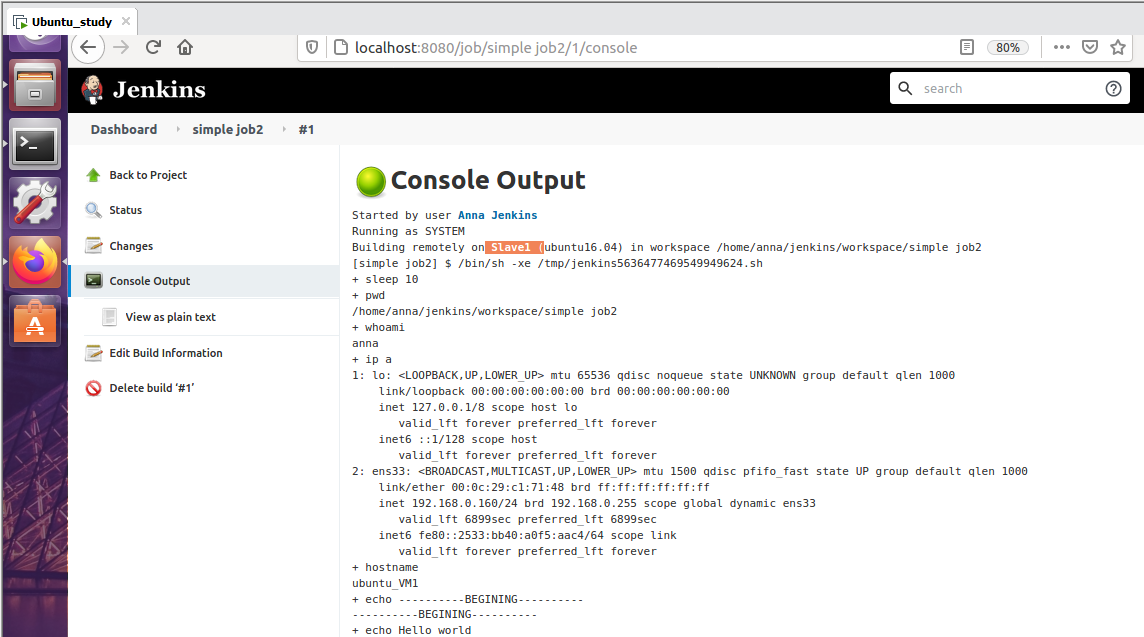 Ubuntu_study
localhost:8080/job/simple job2/1/console
80%
Jenkins
search
Dashboard
simple job2
#1
Back to Project
Status
Changes
Console Output
View as plain text
Edit Build Information
Delete build ‘#1’
Console Output
Started by user Anna Jenkins
Running as SYSTEM
Building remotely on Slave1 (ubuntu16.04) in workspace /home/anna/jenkins/workspace/simple job2
[simple job2] $ /bin/sh -xe /tmp/jenkins5636477469549949624.sh
+ sleep 10
+ pwd
/home/anna/jenkins/workspace/simple job2
+ whoami
anna
+ ip a
1: lo: <LOOPBACK,UP,LOWER_UP> mtu 65536 qdisc noqueue state UNKNOWN group default qlen 1000
link/loopback 00:00:00:00:00:00 brd 00:00:00:00:00:00
inet 127.0.0.1/8 scope host lo
valid_lft forever preferred_lft forever
inet6 ::1/128 scope host
valid_lft forever preferred_lft forever
2: ens33: <BROADCAST,MULTICAST,UP,LOWER_UP> mtu 1500 qdisc pfifo_fast state UP group default qlen 1000
link/ether 00:0c:29:c1:71:48 brd ff:ff:ff:ff:ff:ff
inet 192.168.0.160/24 brd 192.168.0.255 scope global dynamic ens33
valid_lft 6899sec preferred_lft 6899sec
inet6 fe80::2533:bb40:a0f5:aac4/64 scope link
valid_lft forever preferred_lft forever
+ hostname
ubuntu_VM1
+ echo ----------BEGINING----------
----------BEGINING----------
+ echo Hello world